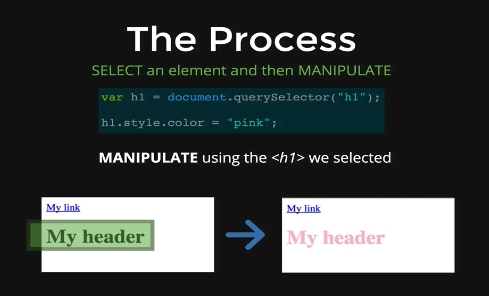 The Process
SELECT an element and then MANIPULATE
var h1 = document.querySelector("h1");
h1.style.color = "pink";
MANIPULATE using the <h1> we selected
My link
My header
My link
My header